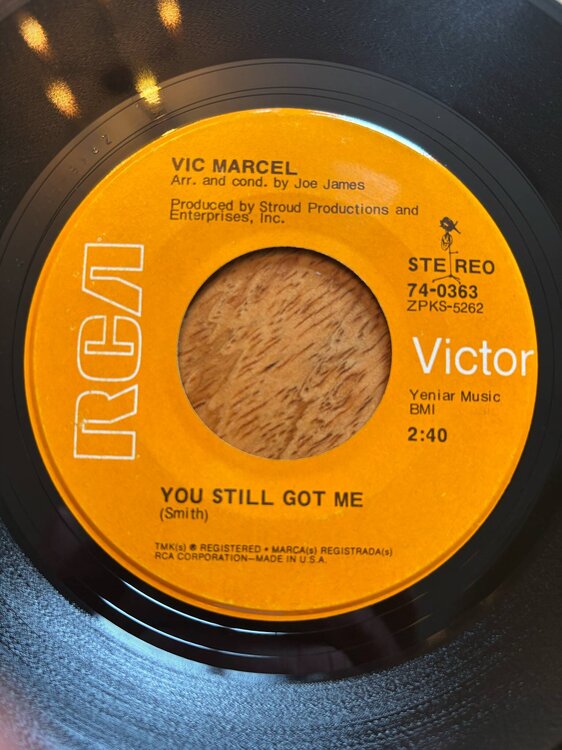 VIC MARCEL
Arr. and cond. by Joe James
Produced by Stroud Productions and
Enterprises, Inc.
RCA
STEREO
74-0363
ZPKS-5262
Victor
Yeniar Music
BMI
2:40
YOU STILL GOT ME
(Smith)
TMK(s) ® REGISTERED • MARCA(s) REGISTRADA(s)
RCA CORPORATION—MADE IN U.S.A.